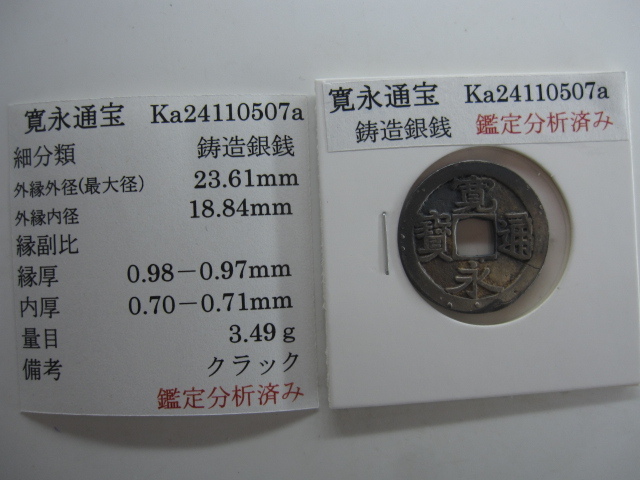 寛永通宝 Ka24110507a
細分類 鋳造銀銭
外縁外径(最大径) 23.61mm
外縁内径 18.84mm
縁副比
縁厚 0.98－0.97mm
内厚 0.70－0.71mm
量目 3.49g
備考 クラック
鑑定分析済み
寛永通宝 Ka24110507a
鋳造銀銭 鑑定分析済み
寛
永
通
寳